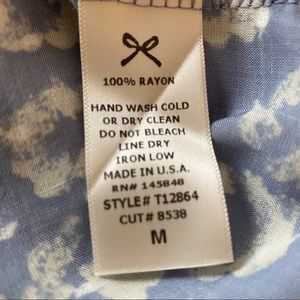 100% RAYON
HAND WASH COLD
OR DRY CLEAN
DO NOT BLEACH
LINE DRY
IRON LOW
MADE IN U.S.A.
RN# 145848
STYLE# T12864
CUT# 8538
M